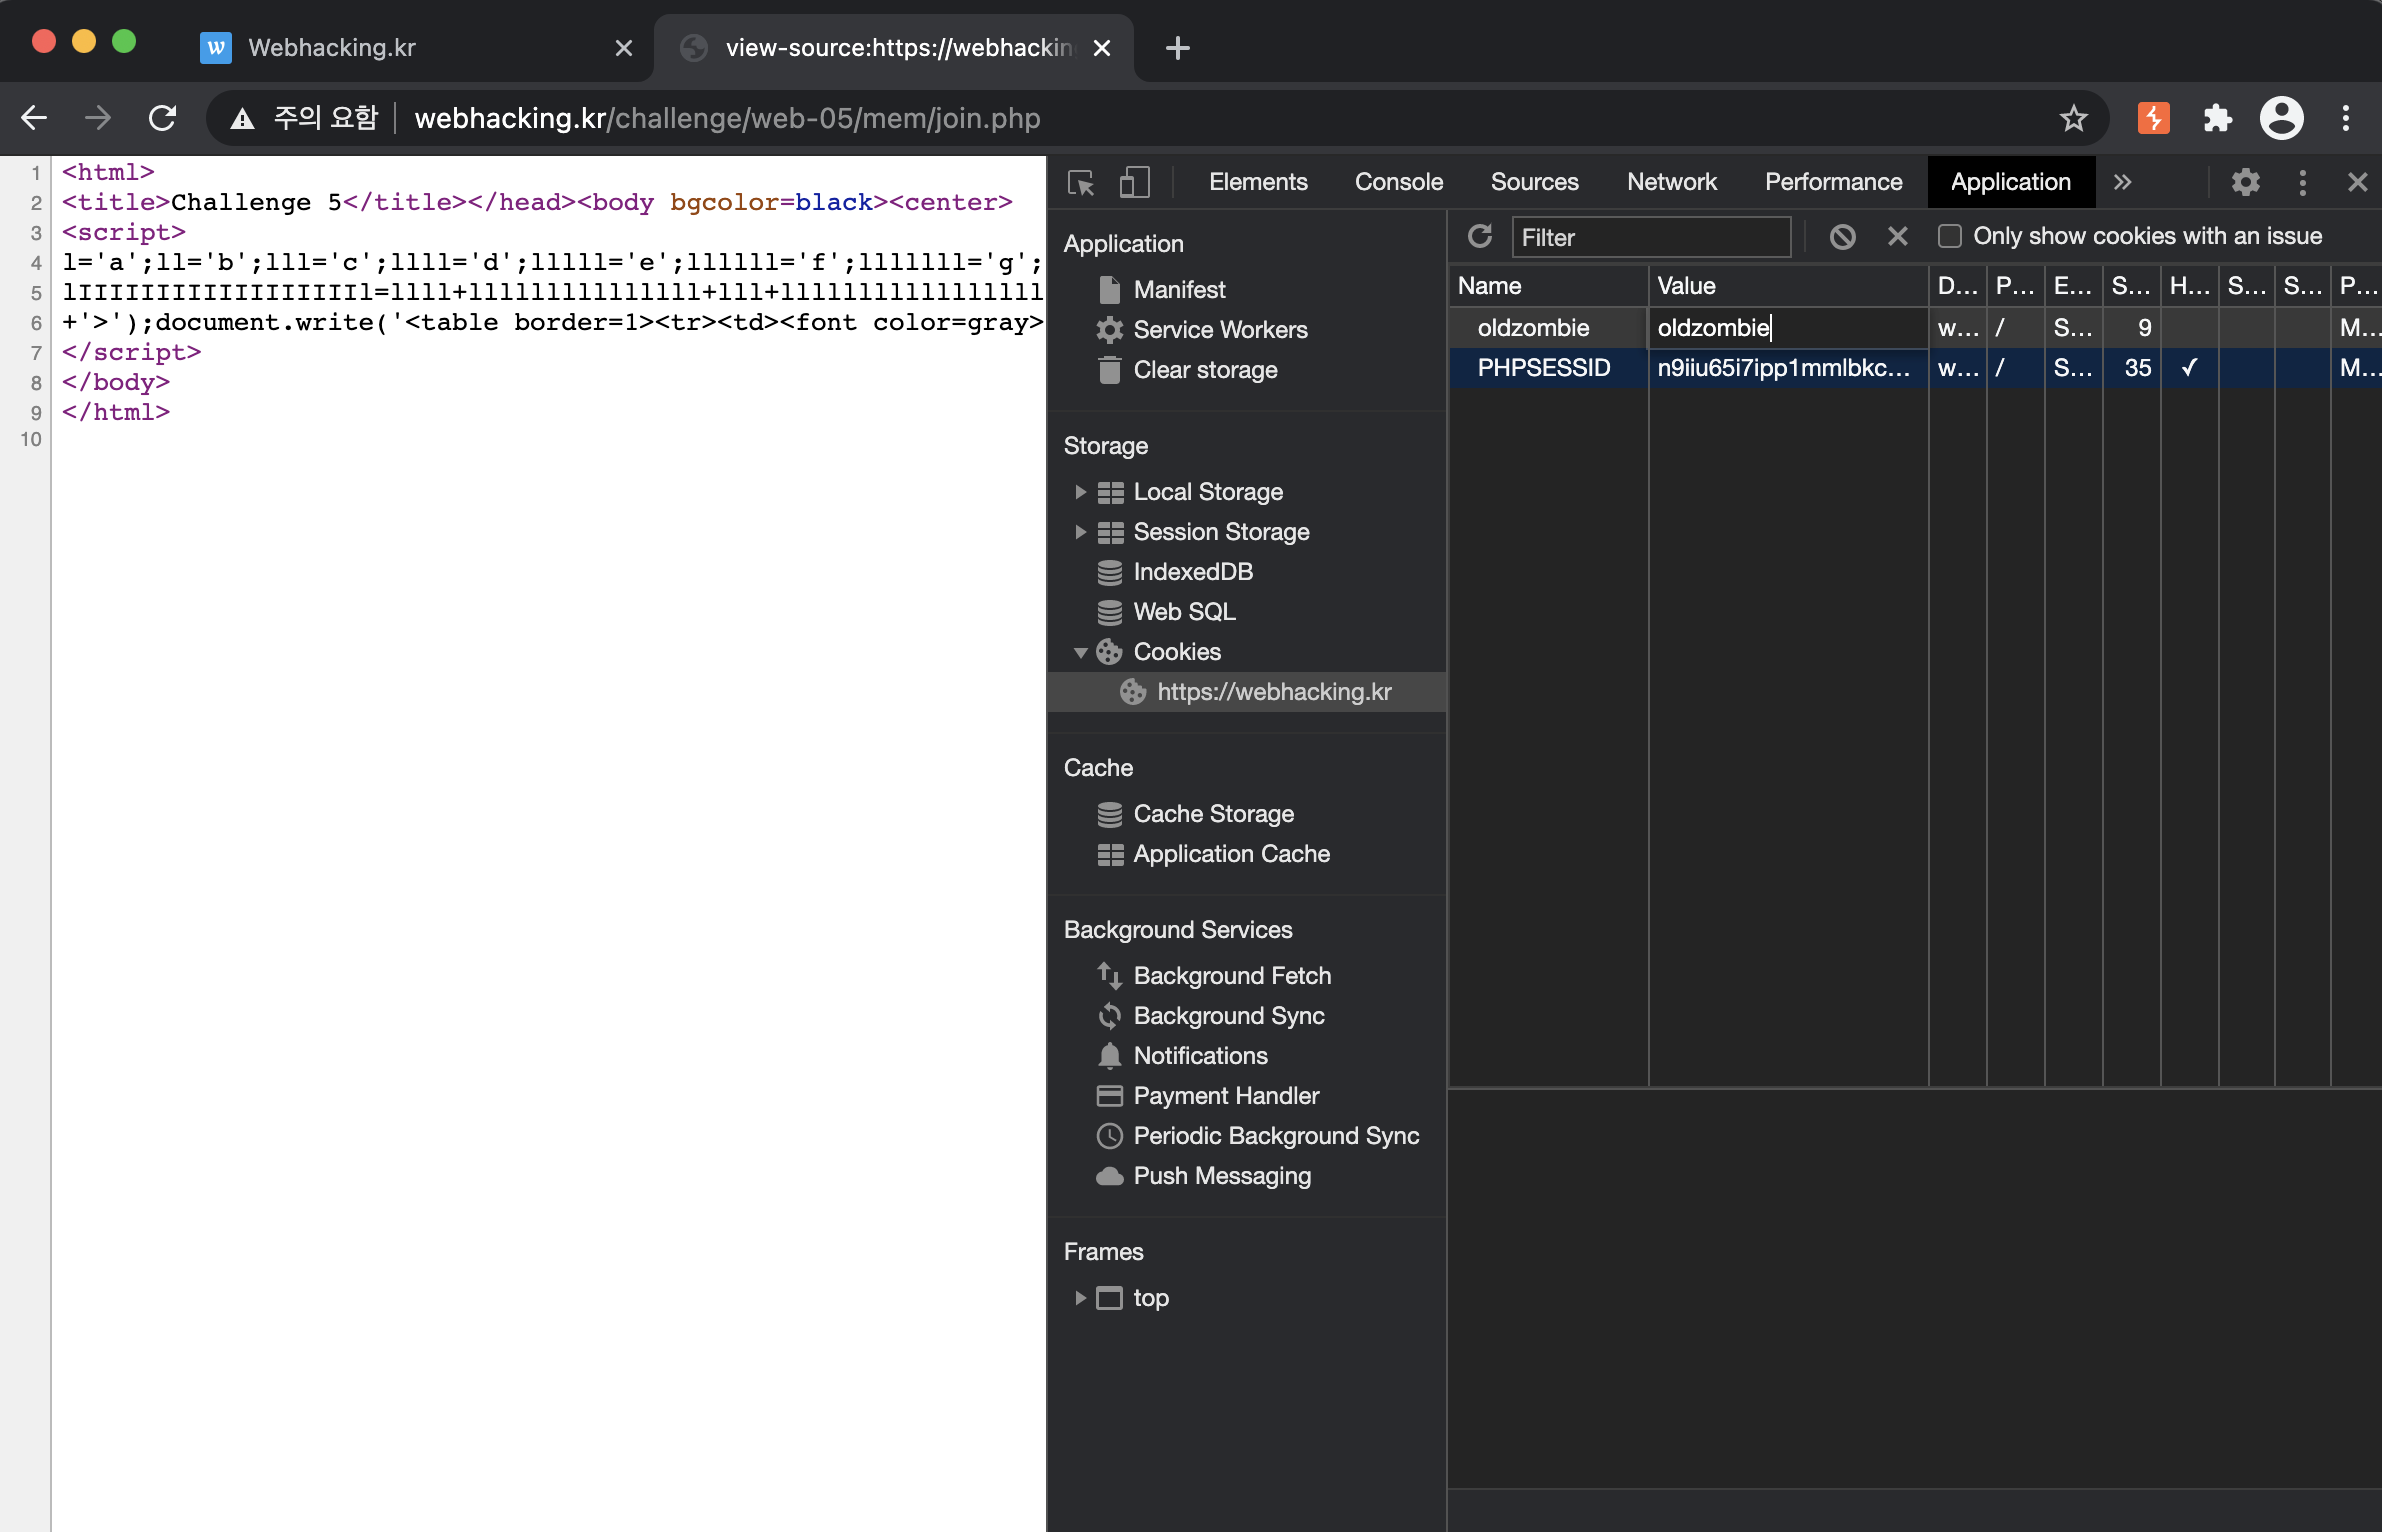 Webhacking.kr
view-source:https://webhackin
주의 요함
webhacking.kr/challenge/web-05/mem/join.php
1 <html>
2 <title>Challenge 5</title></head><body bgcolor=black><center>
3 <script>
4 l='a';ll='b';lll='c';llll='d';lllll='e';llllll='f';lllllll='g';
5
6 +'>');document.write('<table border=1><tr><td><font color=gray>
7 </script>
8 </body>
9 </html>
10
Elements Console Sources Network Performance Application »
Application
Manifest
Service Workers
Clear storage
Storage
Local Storage
Session Storage
IndexedDB
Web SQL
Cookies
https://webhacking.kr
Cache
Cache Storage
Application Cache
Background Services
Background Fetch
Background Sync
Notifications
Payment Handler
Periodic Background Sync
Push Messaging
Frames
top
Filter Only show cookies with an issue
Name Value D... P... E... S... H... S... S... P...
oldzombie oldzombie w... / S... 9 M...
PHPSESSID n9iiu65i7ipp1mmlbkc... w... / S... 35 ✓ M...